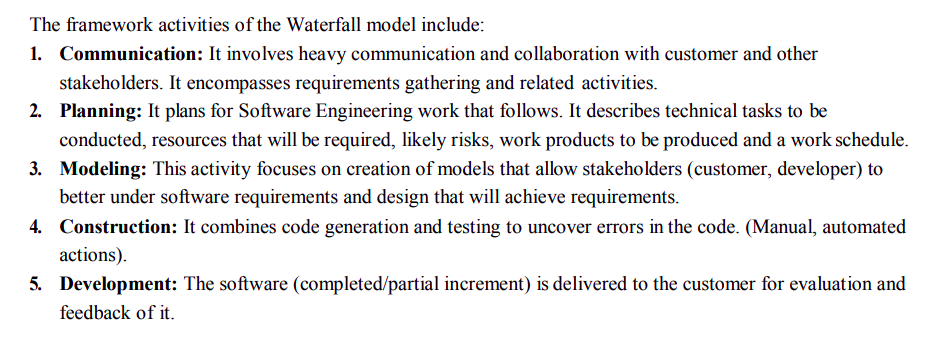 The framework activities of the Waterfall model include:
1. Communication: It involves heavy communication and collaboration with customer and other
stakeholders. It encompasses requirements gathering and related activities.
2. Planning: It plans for Software Engineering work that follows. It describes technical tasks to be
conducted, resources that will be required, likely risks, work products to be produced and a work schedule.
3. Modeling: This activity focuses on creation of models that allow stakeholders (customer, developer) to
better under software requirements and design that will achieve requirements.
4. Construction: It combines code generation and testing to uncover errors in the code. (Manual, automated
actions).
5. Development: The software (completed/partial increment) is delivered to the customer for evaluation and
feedback of it.